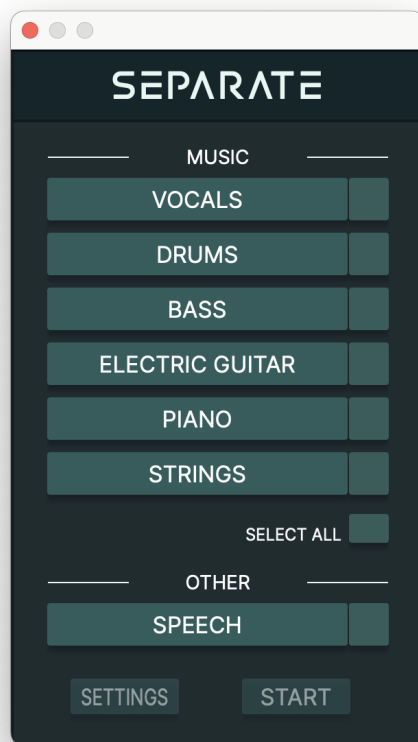 SEPARATE
MUSIC
VOCALS
DRUMS
BASS
ELECTRIC GUITAR
PIANO
STRINGS
SELECT ALL
OTHER
SPEECH
SETTINGS START